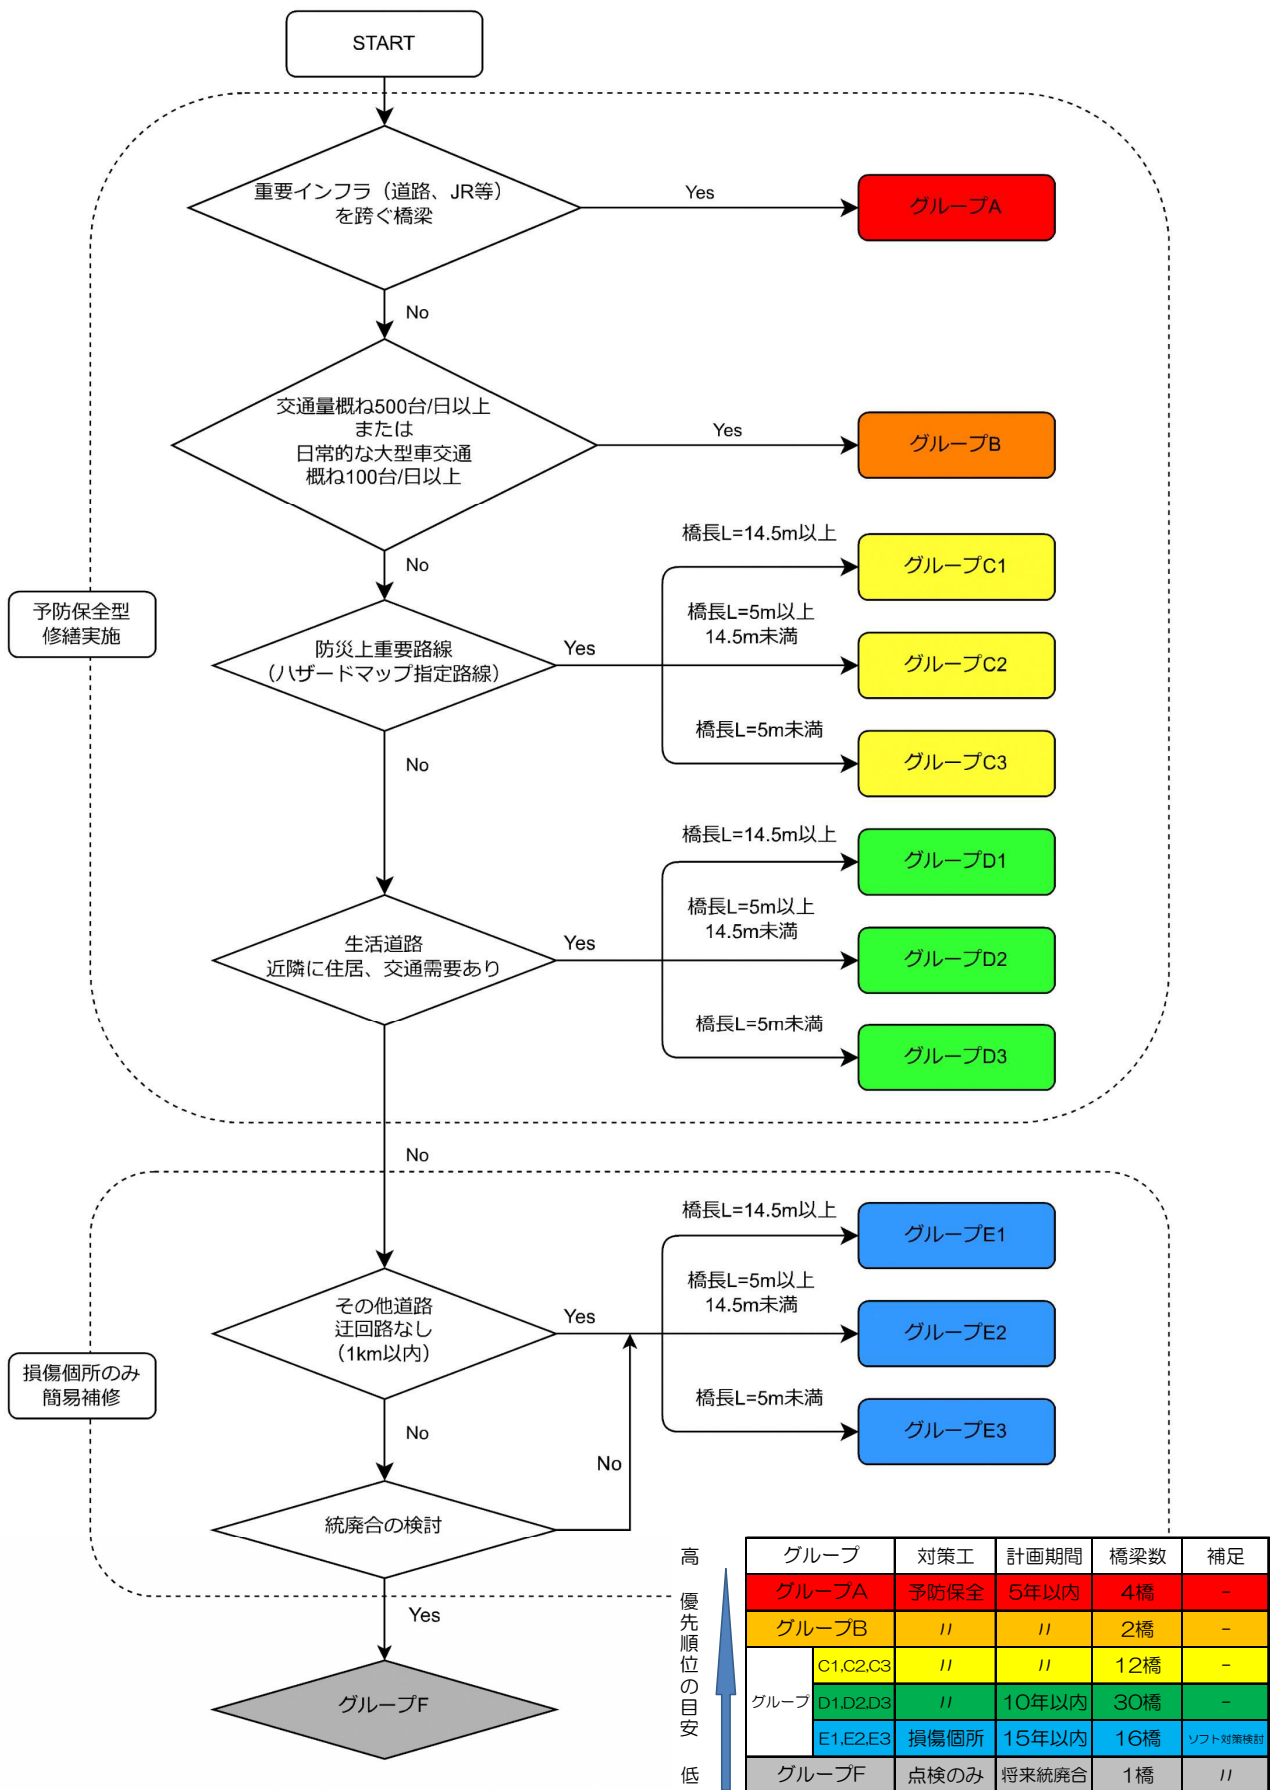 START
重要インフラ（道路、JR等）
を跨ぐ橋梁
Yes
グループA
No
交通量概ね500台/日以上
または
日常的な大型車交通
概ね100台/日以上
Yes
グループB
No
橋長L=14.5m以上
グループC1
予防保全型
修繕実施
防災上重要路線
（ハザードマップ指定路線）
Yes
橋長L=5m以上
14.5m未満
グループC2
橋長L=5m未満
グループC3
No
橋長L=14.5m以上
グループD1
生活道路
近隣に住居、交通需要あり
Yes
橋長L=5m以上
14.5m未満
グループD2
橋長L=5m未満
グループD3
No
橋長L=14.5m以上
グループE1
その他道路
迂回路なし
（1km以内）
Yes
橋長L=5m以上
14.5m未満
グループE2
損傷個所のみ
簡易補修
橋長L=5m未満
グループE3
No
No
統廃合の検討
Yes
グループF
高
優先順位の目安
低
グループ 対策工 計画期間 橋梁数 補足
グループA 予防保全 5年以内 4橋 -
グループB 〃 〃 2橋 -
グループ
C1,C2,C3 〃 〃 12橋 -
D1,D2,D3 〃 10年以内 30橋 -
E1,E2,E3 損傷個所 15年以内 16橋 ソフト対策検討
グループF 点検のみ 将来統廃合 1橋 〃